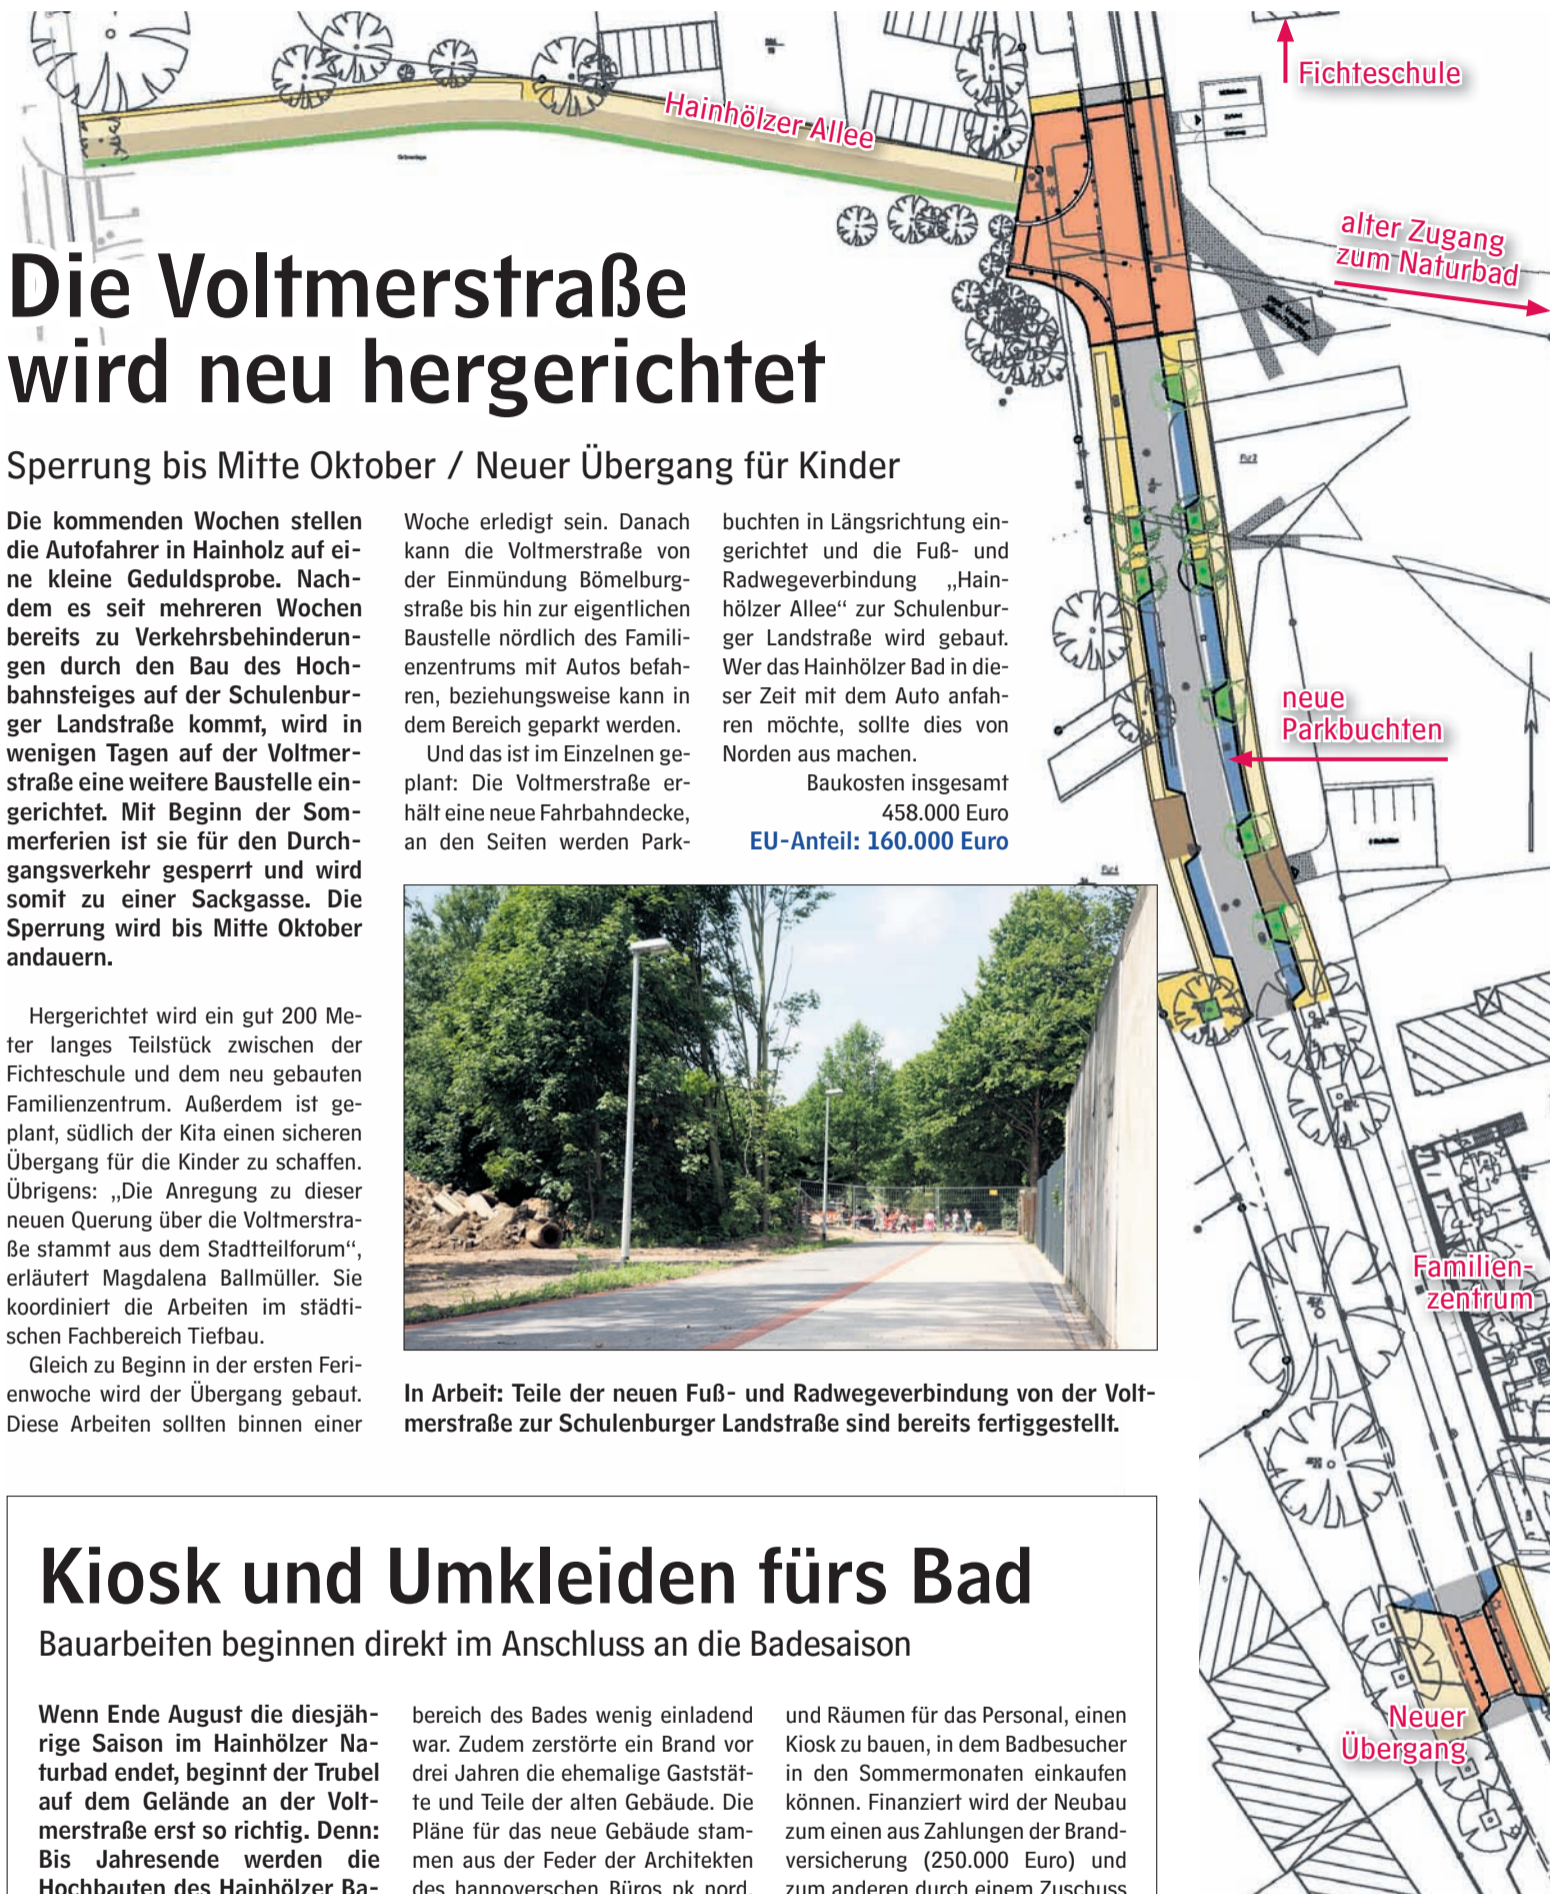 Fichteschule
Hainhölzer Allee
alter Zugang
zum Naturbad
Die Voltmerstraße
wird neu hergerichtet
Sperrung bis Mitte Oktober / Neuer Übergang für Kinder
Die kommenden Wochen stellen
die Autofahrer in Hainholz auf ei-
ne kleine Geduldsprobe. Nach-
dem es seit mehreren Wochen
bereits zu Verkehrsbehinderun-
gen durch den Bau des Hoch-
bahnsteiges auf der Schulenbur-
ger Landstraße kommt, wird in
wenigen Tagen auf der Voltmer-
straße eine weitere Baustelle ein-
gerichtet. Mit Beginn der Som-
merferien ist sie für den Durch-
gangsverkehr gesperrt und wird
somit zu einer Sackgasse. Die
Sperrung wird bis Mitte Oktober
andauern.
Hergerichtet wird ein gut 200 Me-
ter langes Teilstück zwischen der
Fichteschule und dem neu gebauten
Familienzentrum. Außerdem ist ge-
plant, südlich der Kita einen sicheren
Übergang für die Kinder zu schaffen.
Übrigens: „Die Anregung zu dieser
neuen Querung über die Voltmerstra-
ße stammt aus dem Stadtteilforum“,
erläutert Magdalena Ballmüller. Sie
koordiniert die Arbeiten im städti-
schen Fachbereich Tiefbau.
Gleich zu Beginn in der ersten Feri-
enwoche wird der Übergang gebaut.
Diese Arbeiten sollten binnen einer
Woche erledigt sein. Danach
kann die Voltmerstraße von
der Einmündung Bömelburg-
straße bis hin zur eigentlichen
Baustelle nördlich des Famili-
enzentrums mit Autos befah-
ren, beziehungsweise kann in
dem Bereich geparkt werden.
Und das ist im Einzelnen ge-
plant: Die Voltmerstraße er-
hält eine neue Fahrbahndecke,
an den Seiten werden Park-
buchten in Längsrichtung ein-
gerichtet und die Fuß- und
Radwegeverbindung „Hain-
hölzer Allee“ zur Schulenbur-
ger Landstraße wird gebaut.
Wer das Hainhölzer Bad in die-
ser Zeit mit dem Auto anfah-
ren möchte, sollte dies von
Norden aus machen.
Baukosten insgesamt
458.000 Euro
EU-Anteil: 160.000 Euro
neue
Parkbuchten
In Arbeit: Teile der neuen Fuß- und Radwegeverbindung von der Volt-
merstraße zur Schulenburger Landstraße sind bereits fertiggestellt.
Familien-
zentrum
Neuer
Übergang
Kiosk und Umkleiden fürs Bad
Bauarbeiten beginnen direkt im Anschluss an die Badesaison
Wenn Ende August die diesjäh-
rige Saison im Hainhölzer Na-
turbad endet, beginnt der Trubel
auf dem Gelände an der Volt-
merstraße erst so richtig. Denn:
Bis Jahresende werden die
Hochbauten des Hainhölzer Ba-
bereich des Bades wenig einladend
war. Zudem zerstörte ein Brand vor
drei Jahren die ehemalige Gaststät-
te und Teile der alten Gebäude. Die
Pläne für das neue Gebäude stam-
men aus der Feder der Architekten
des hannoverschen Büros pk nord.
und Räumen für das Personal, einen
Kiosk zu bauen, in dem Badbesucher
in den Sommermonaten einkaufen
können. Finanziert wird der Neubau
zum einen aus Zahlungen der Brand-
versicherung (250.000 Euro) und
zum anderen durch einem Zuschuss